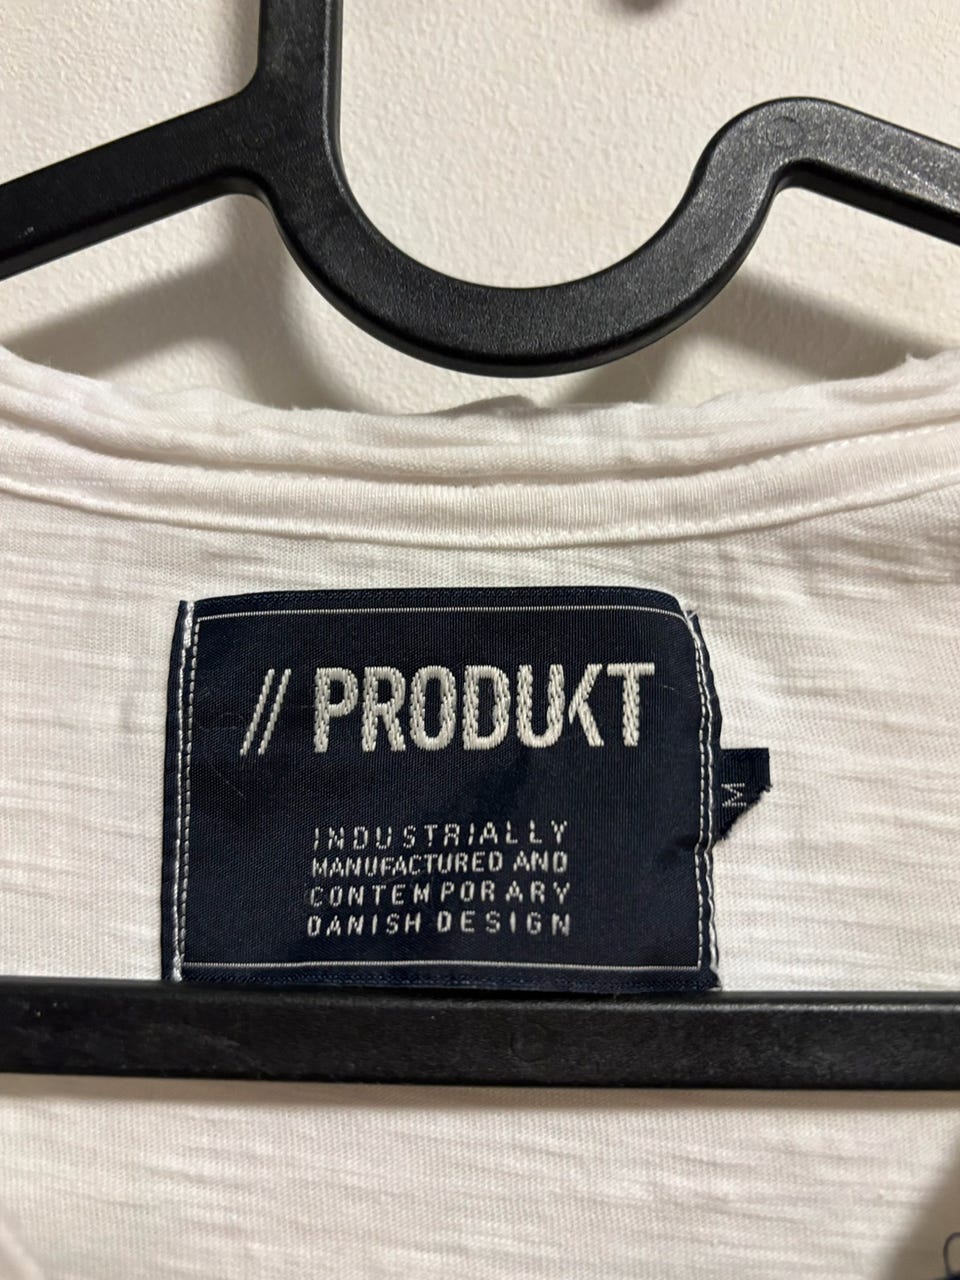 // PRODUKT
INDUSTRIALLY
MANUFACTURED AND
CONTEMPORARY
DANISH DESIGN
M